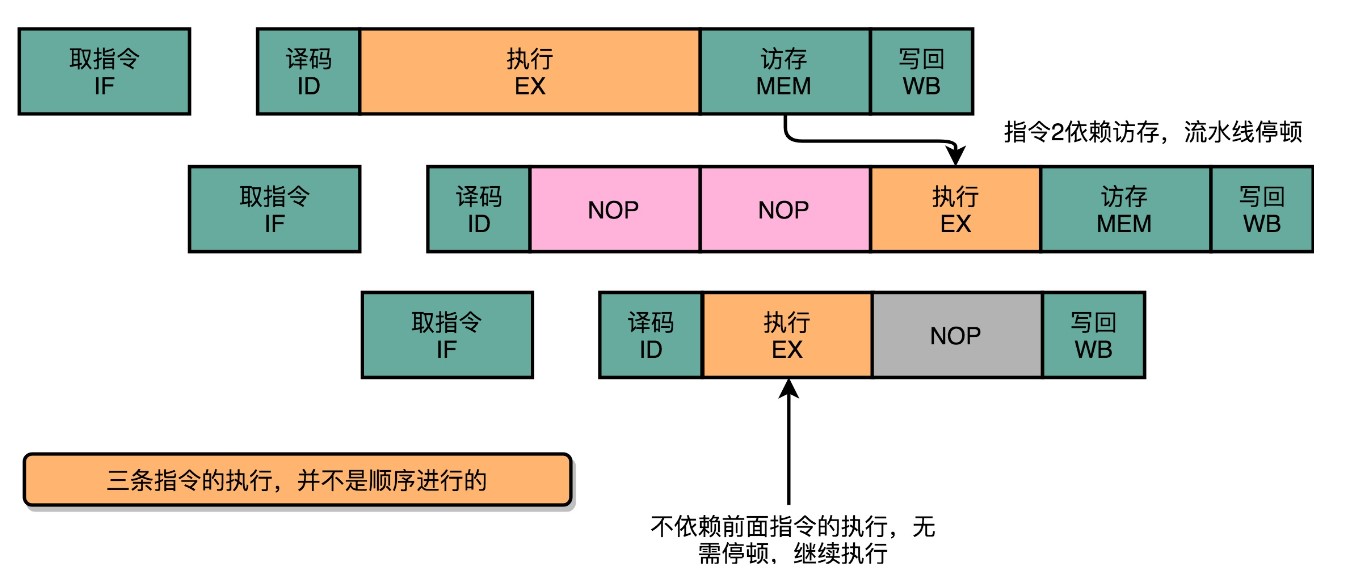 取指令
IF
译码
ID
执行
EX
访存
MEM
写回
WB
指令2依赖访存，流水线停顿
取指令
IF
译码
ID
NOP
NOP
执行
EX
访存
MEM
写回
WB
取指令
IF
译码
ID
执行
EX
NOP
写回
WB
三条指令的执行，并不是顺序进行的
不依赖前面指令的执行，无
需停顿，继续执行